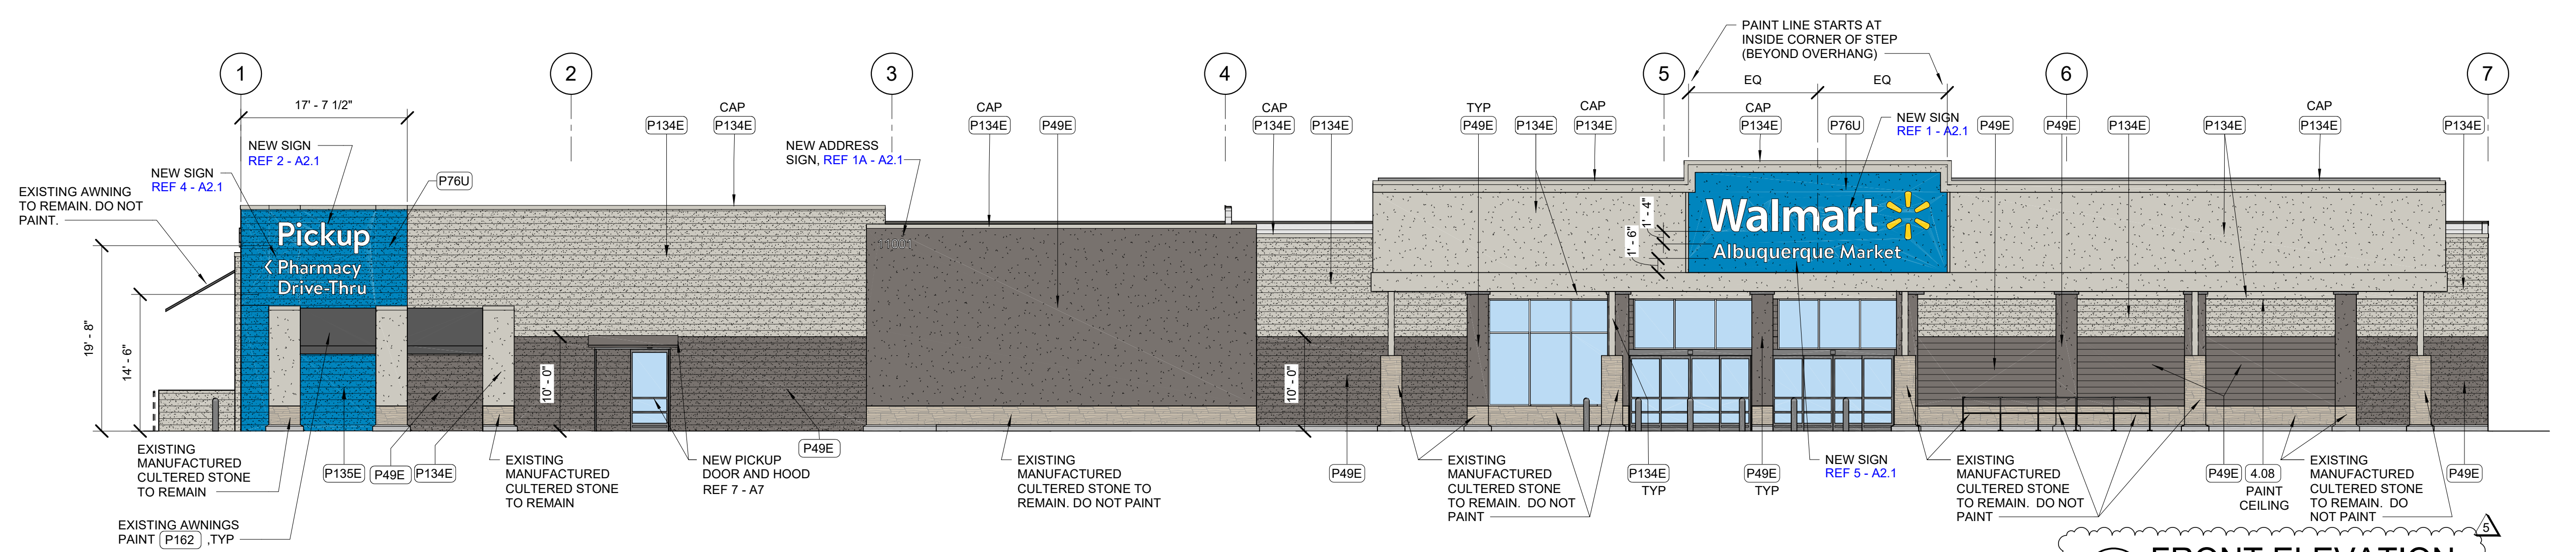 PAINT LINE STARTS AT
INSIDE CORNER OF STEP
(BEYOND OVERHANG)
1
2
3
4
5
6
7
EQ
EQ
17' - 7 1/2"
CAP
CAP
CAP
TYP
CAP
CAP
CAP
P134E
P134E
P134E
P49E
P134E
P134E
P49E
P134E
P134E
P134E
P76U
NEW SIGN
REF 1 - A2.1
P49E
P49E
P134E
P134E
P134E
P134E
NEW SIGN
REF 2 - A2.1
NEW ADDRESS
SIGN, REF 1A - A2.1
NEW SIGN
REF 4 - A2.1
P76U
EXISTING AWNING
TO REMAIN. DO NOT
PAINT.
Pickup
Pharmacy
Drive-Thru
11001
Walmart
Albuquerque Market
1' - 4"
1' - 6"
19' - 8"
14' - 6"
10' - 0"
10' - 0"
EXISTING
MANUFACTURED
CULTERED STONE
TO REMAIN
P135E
P49E
P134E
EXISTING
MANUFACTURED
CULTERED STONE
TO REMAIN
NEW PICKUP
DOOR AND HOOD
REF 7 - A7
P49E
EXISTING
MANUFACTURED
CULTERED STONE TO
REMAIN. DO NOT PAINT
P49E
EXISTING
MANUFACTURED
CULTERED STONE
TO REMAIN. DO NOT
PAINT
P134E
TYP
P49E
TYP
NEW SIGN
REF 5 - A2.1
EXISTING
MANUFACTURED
CULTERED STONE
TO REMAIN. DO NOT
PAINT
P49E
4.08
PAINT
CEILING
EXISTING
MANUFACTURED
CULTERED STONE
TO REMAIN. DO
NOT PAINT
P49E
EXISTING AWNINGS
PAINT P162 ,TYP
5
FRONT ELEVATION